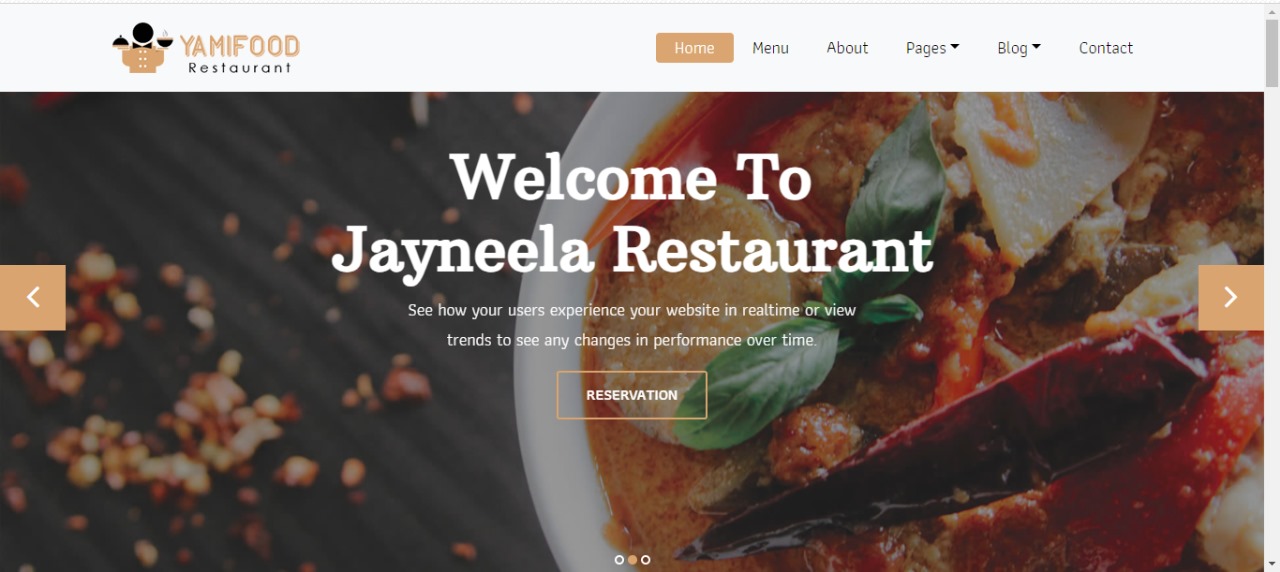 YAMIFOOD
Restaurant
Home Menu About Pages Blog Contact
Welcome To
Jayneela Restaurant
See how your users experience your website in realtime or view
trends to see any changes in performance over time.
RESERVATION